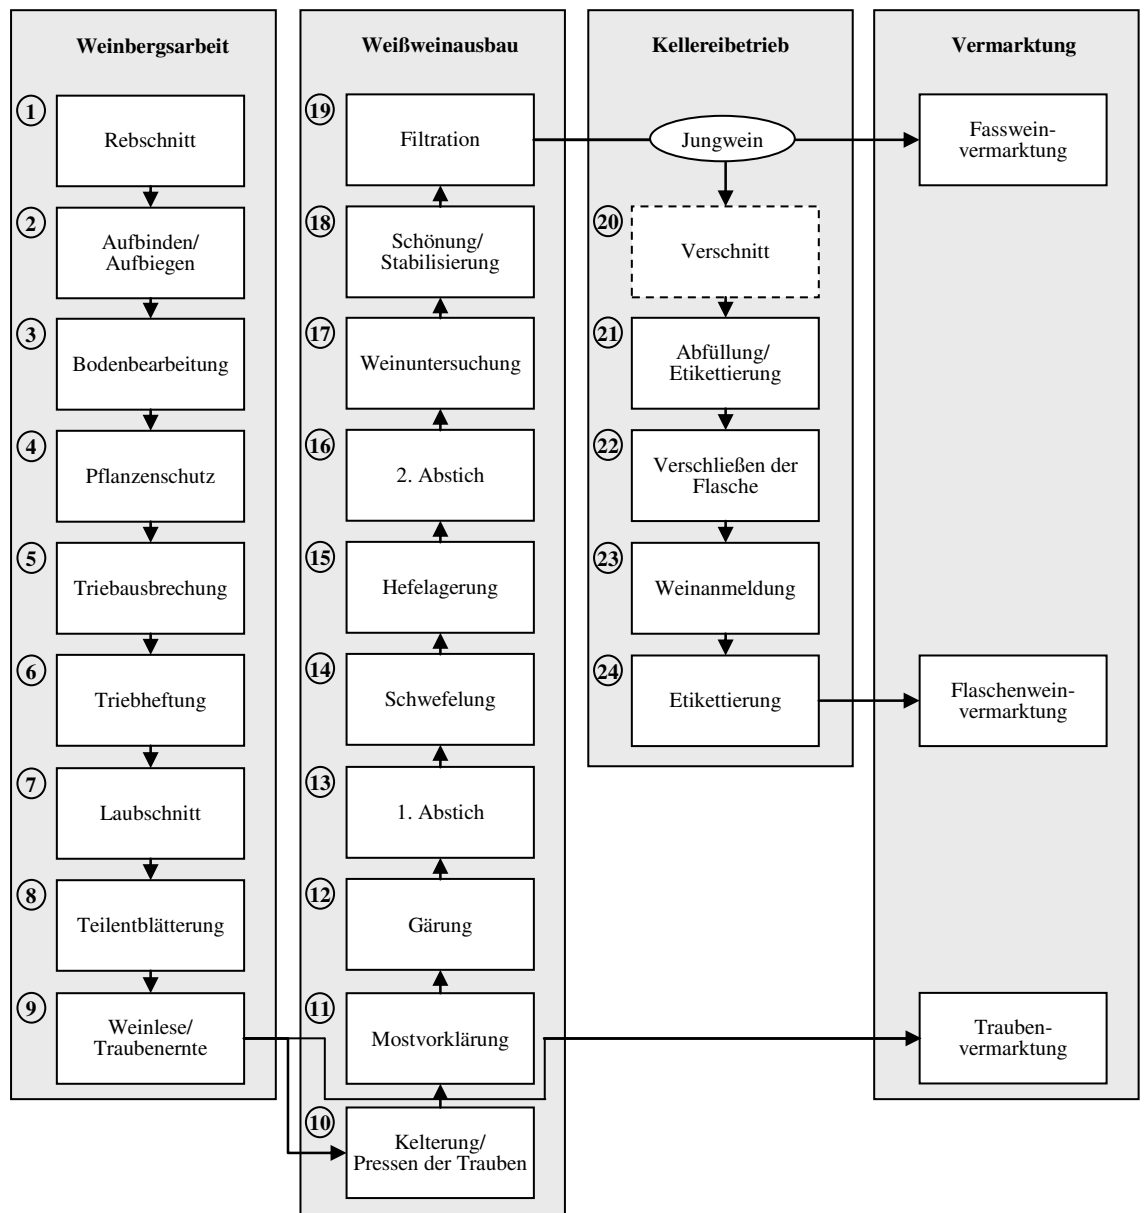 Weinbergsarbeit
1
Rebschnitt
2
Aufbinden/
Aufbiegen
3
Bodenbearbeitung
4
Pflanzenschutz
5
Triebausbrechung
6
Triebheftung
7
Laubschnitt
8
Teilentblätterung
9
Weinlese/
Traubenernte
Weißweinausbau
19
Filtration
18
Schönung/
Stabilisierung
17
Weinuntersuchung
16
2. Abstich
15
Hefelagerung
14
Schwefelung
13
1. Abstich
12
Gärung
11
Mostvorklärung
10
Kelterung/
Pressen der Trauben
Kellereibetrieb
Jungwein
20
Verschnitt
21
Abfüllung/
Etikettierung
22
Verschließen der
Flasche
23
Weinanmeldung
24
Etikettierung
Vermarktung
Fasswein-
vermarktung
Flaschenwein-
vermarktung
Trauben-
vermarktung